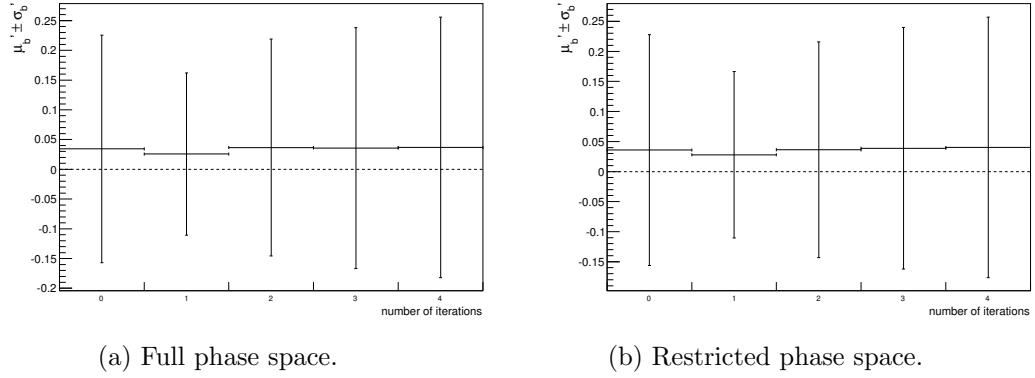 μ_b' ± σ_b'
0.25
0.2
0.15
0.1
0.05
0
-0.05
-0.1
-0.15
-0.2
0 1 2 3 4
number of iterations
(a) Full phase space.
μ_b' ± σ_b'
0.25
0.2
0.15
0.1
0.05
0
-0.05
-0.1
-0.15
0 1 2 3 4
number of iterations
(b) Restricted phase space.